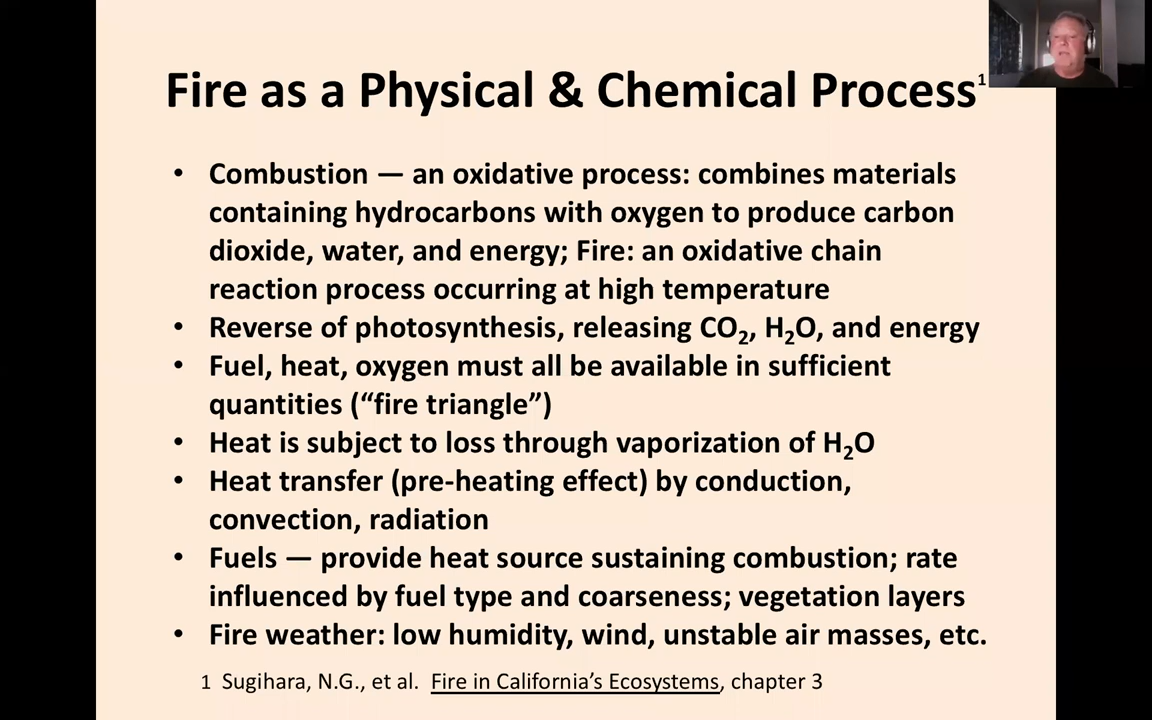 Fire as a Physical & Chemical Process¹
• Combustion — an oxidative process: combines materials
containing hydrocarbons with oxygen to produce carbon
dioxide, water, and energy; Fire: an oxidative chain
reaction process occurring at high temperature
• Reverse of photosynthesis, releasing CO₂, H₂O, and energy
• Fuel, heat, oxygen must all be available in sufficient
quantities (“fire triangle”)
• Heat is subject to loss through vaporization of H₂O
• Heat transfer (pre-heating effect) by conduction,
convection, radiation
• Fuels — provide heat source sustaining combustion; rate
influenced by fuel type and coarseness; vegetation layers
• Fire weather: low humidity, wind, unstable air masses, etc.
1 Sugihara, N.G., et al. Fire in California’s Ecosystems, chapter 3